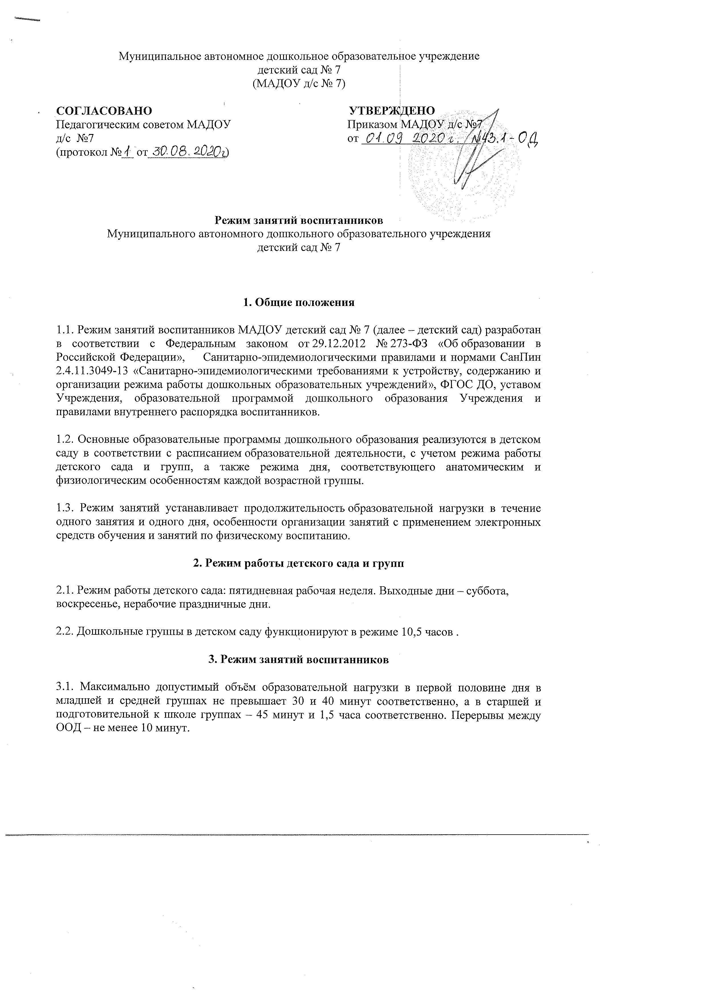 Муниципальное автономное дошкольное образовательное учреждение
детский сад № 7
(МАДОУ д/с № 7)
СОГЛАСОВАНО
Педагогическим советом МАДОУ
д/с №7
(протокол № 1 от 30.08.2020г)
УТВЕРЖДЕНО
Приказом МАДОУ д/с №7
от 01.09 2020 г. №43.1-ОД
Режим занятий воспитанников
Муниципального автономного дошкольного образовательного учреждения
детский сад № 7
1. Общие положения
1.1. Режим занятий воспитанников МАДОУ детский сад № 7 (далее – детский сад) разработан
в соответствии с Федеральным законом от 29.12.2012 № 273-ФЗ «Об образовании в
Российской Федерации», Санитарно-эпидемиологическими правилами и нормами СанПин
2.4.11.3049-13 «Санитарно-эпидемиологическими требованиями к устройству, содержанию и
организации режима работы дошкольных образовательных учреждений», ФГОС ДО, уставом
Учреждения, образовательной программой дошкольного образования Учреждения и
правилами внутреннего распорядка воспитанников.
1.2. Основные образовательные программы дошкольного образования реализуются в детском
саду в соответствии с расписанием образовательной деятельности, с учетом режима работы
детского сада и групп, а также режима дня, соответствующего анатомическим и
физиологическим особенностям каждой возрастной группы.
1.3. Режим занятий устанавливает продолжительность образовательной нагрузки в течение
одного занятия и одного дня, особенности организации занятий с применением электронных
средств обучения и занятий по физическому воспитанию.
2. Режим работы детского сада и групп
2.1. Режим работы детского сада: пятидневная рабочая неделя. Выходные дни – суббота,
воскресенье, нерабочие праздничные дни.
2.2. Дошкольные группы в детском саду функционируют в режиме 10,5 часов .
3. Режим занятий воспитанников
3.1. Максимально допустимый объём образовательной нагрузки в первой половине дня в
младшей и средней группах не превышает 30 и 40 минут соответственно, а в старшей и
подготовительной к школе группах – 45 минут и 1,5 часа соответственно. Перерывы между
ООД – не менее 10 минут.